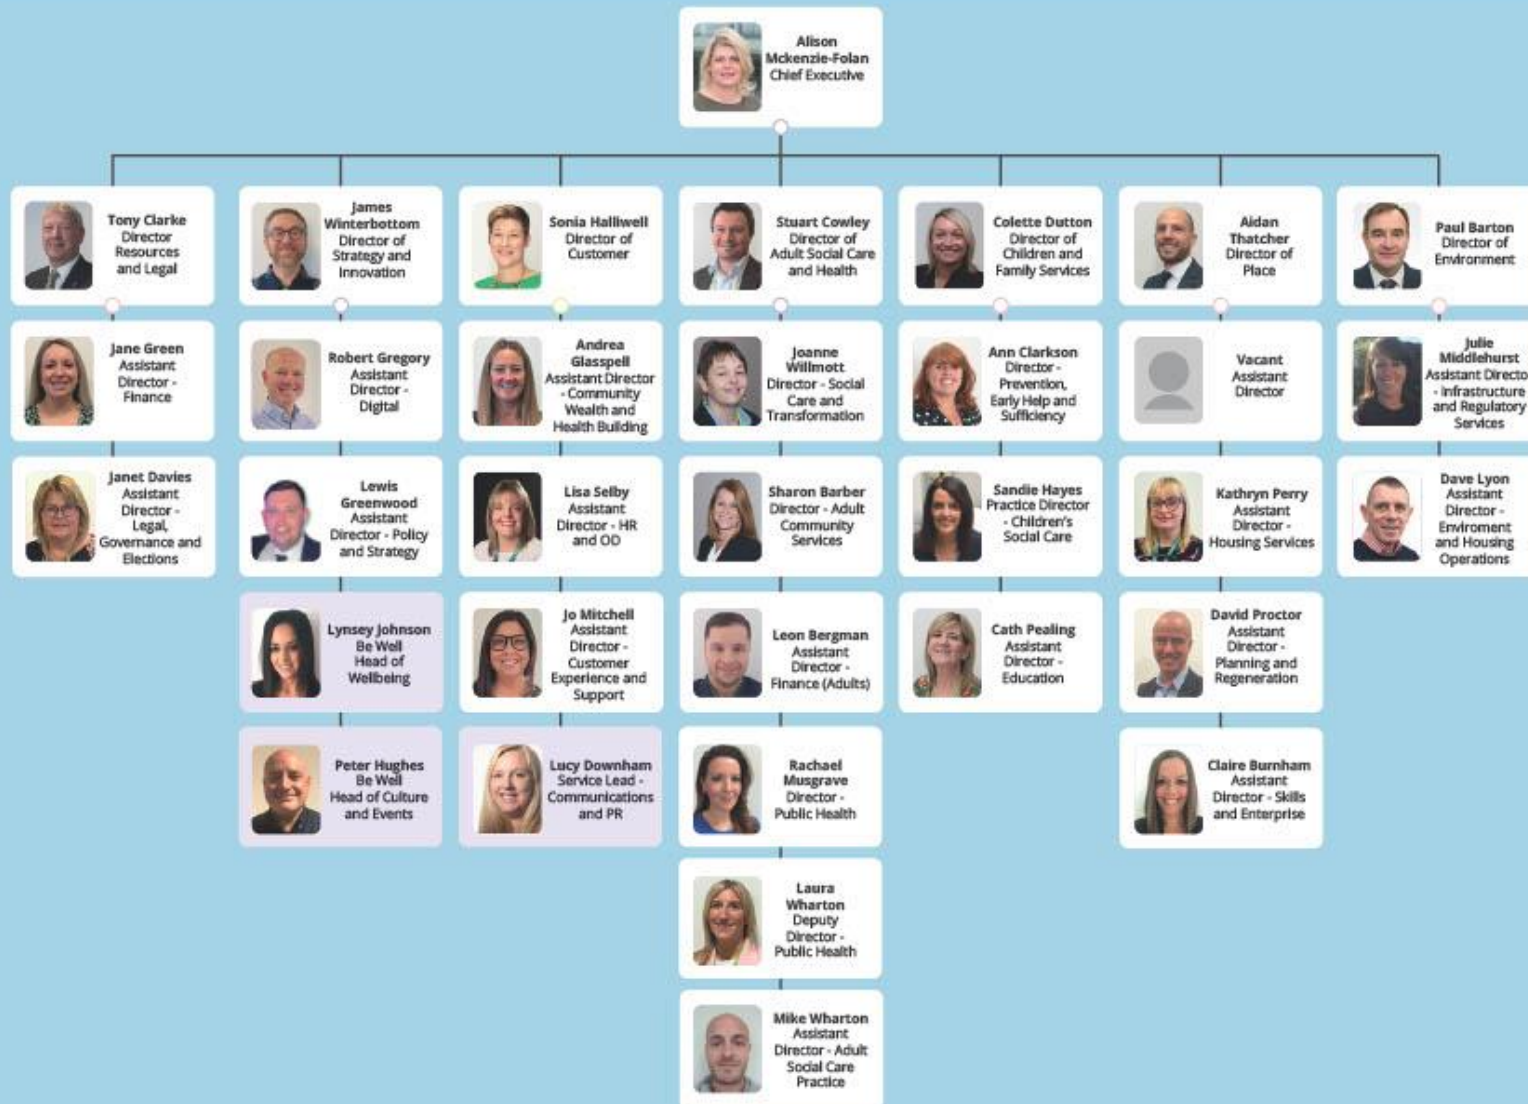 Alison
Mckenzie-Folan
Chief Executive
Tony Clarke
Director
Resources
and Legal
James
Winterbottom
Director of
Strategy and
Innovation
Sonia Halliwell
Director of
Customer
Stuart Cowley
Director of
Adult Social Care
and Health
Colette Dutton
Director of
Children and
Family Services
Aidan
Thatcher
Director of
Place
Paul Barton
Director of
Environment
Jane Green
Assistant
Director -
Finance
Robert Gregory
Assistant
Director -
Digital
Andrea
Glasspell
Assistant Director
- Community
Wealth and
Health Building
Joanne
Willmott
Director - Social
Care and
Transformation
Ann Clarkson
Director -
Prevention,
Early Help and
Sufficiency
Vacant
Assistant
Director
Julie
Middlehurst
Assistant Directo
- Infrastructure
and Regulatory
Services
Janet Davies
Assistant
Director -
Legal,
Governance and
Elections
Lewis
Greenwood
Assistant
Director - Policy
and Strategy
Lisa Selby
Assistant
Director - HR
and OD
Sharon Barber
Director - Adult
Community
Services
Sandie Hayes
Practice Director
- Children's
Social Care
Kathryn Perry
Assistant
Director -
Housing Services
Dave Lyon
Assistant
Director -
Enviroment
and Housing
Operations
Lynsey Johnson
Be Well
Head of
Wellbeing
Jo Mitchell
Assistant
Director -
Customer
Experience and
Support
Leon Bergman
Assistant
Director -
Finance (Adults)
Cath Pealing
Assistant
Director -
Education
David Proctor
Assistant
Director -
Planning and
Regeneration
Peter Hughes
Be Well
Head of Culture
and Events
Lucy Downham
Service Lead -
Communications
and PR
Rachael
Musgrave
Director -
Public Health
Claire Burnham
Assistant
Director - Skills
and Enterprise
Laura
Wharton
Deputy
Director -
Public Health
Mike Wharton
Assistant
Director - Adult
Social Care
Practice